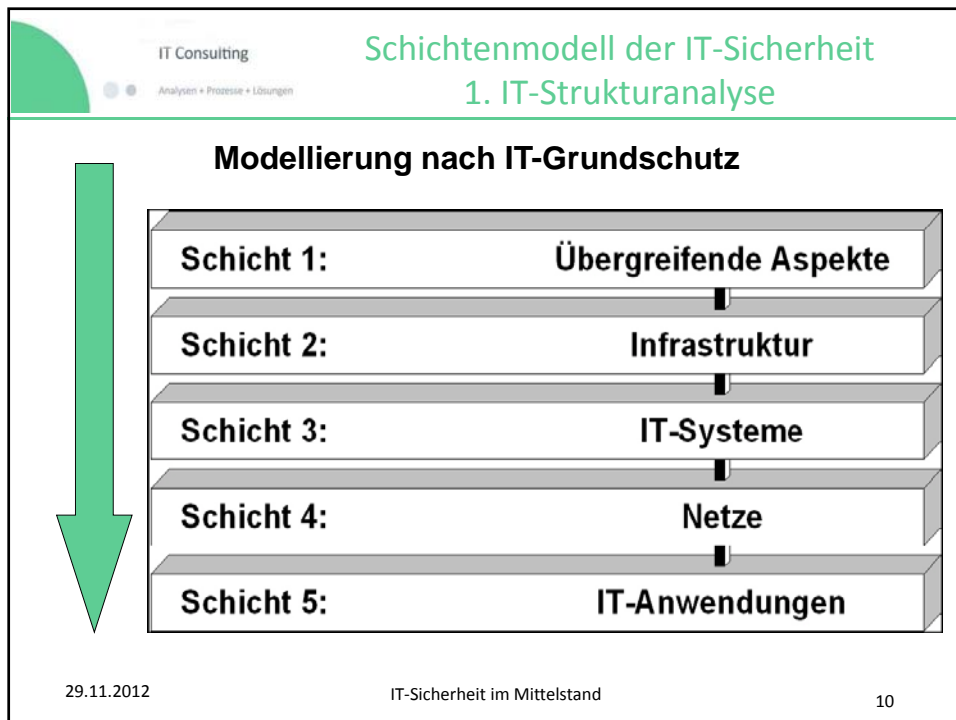 IT Consulting
Analysen + Prozesse + Lösungen
Schichtenmodell der IT-Sicherheit
1. IT-Strukturanalyse
Modellierung nach IT-Grundschutz
Schicht 1: Übergreifende Aspekte
Schicht 2: Infrastruktur
Schicht 3: IT-Systeme
Schicht 4: Netze
Schicht 5: IT-Anwendungen
29.11.2012 IT-Sicherheit im Mittelstand 10